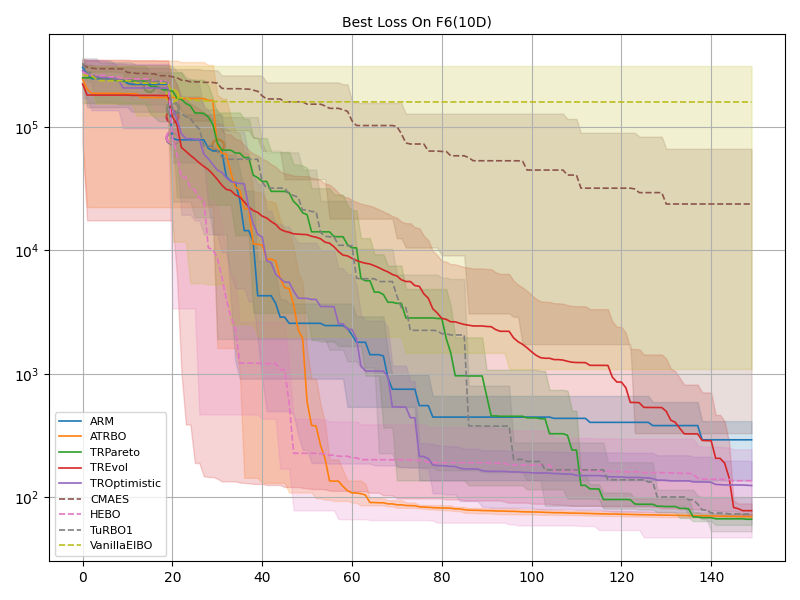 Best Loss On F6(10D)
10^5
10^4
10^3
10^2
ARM
ATRBO
TRPareto
TREvol
TROptimistic
CMAES
HEBO
TuRBO1
VanillaEIBO
0 20 40 60 80 100 120 140